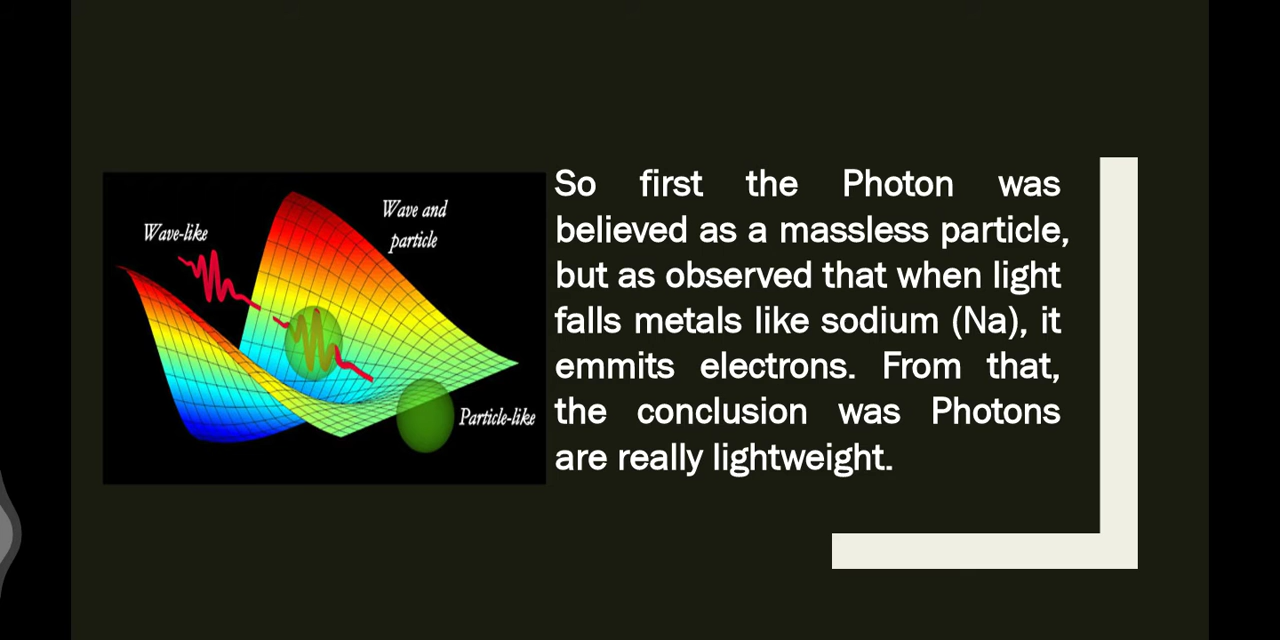 Wave-like
Wave and
particle
Particle-like
So first the Photon was
believed as a massless particle,
but as observed that when light
falls metals like sodium (Na), it
emmits electrons. From that,
the conclusion was Photons
are really lightweight.